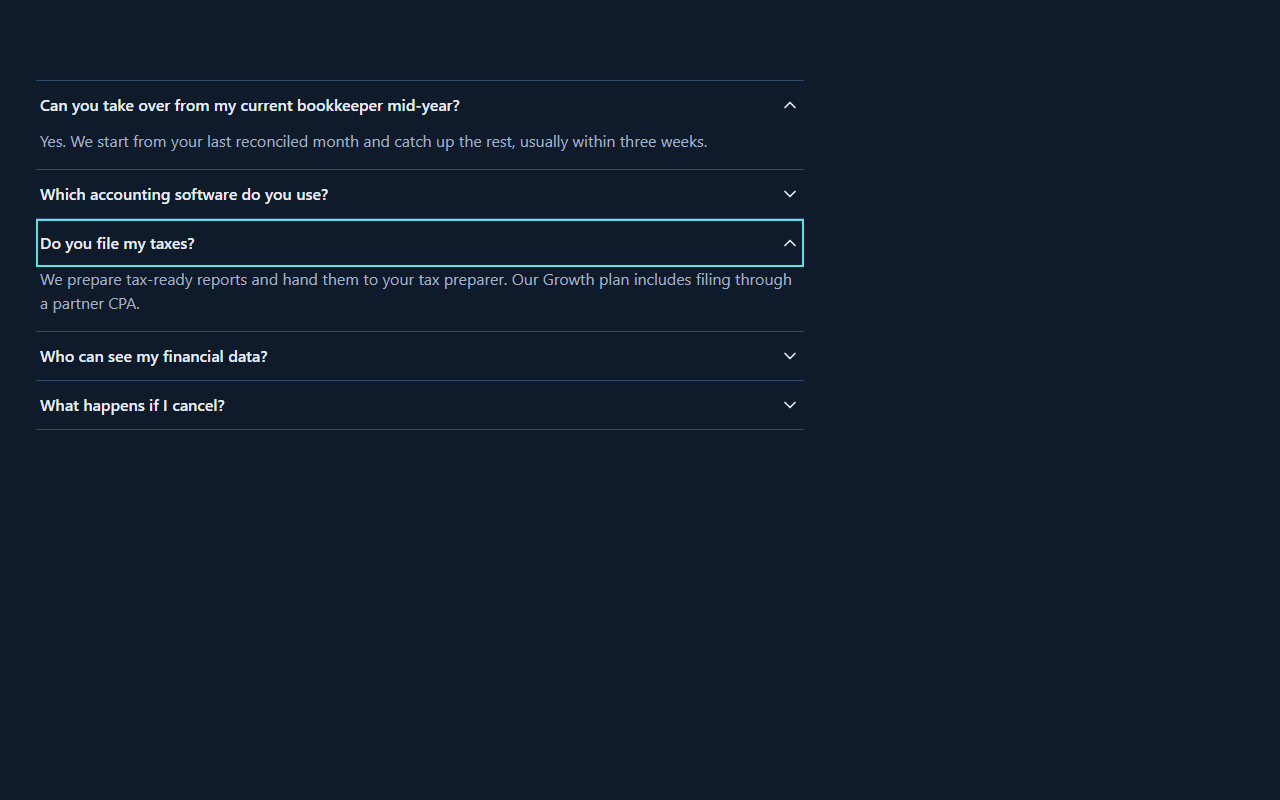 Can you take over from my current bookkeeper mid-year?
Yes. We start from your last reconciled month and catch up the rest, usually within three weeks.
Which accounting software do you use?
Do you file my taxes?
We prepare tax-ready reports and hand them to your tax preparer. Our Growth plan includes filing through
a partner CPA.
Who can see my financial data?
What happens if I cancel?